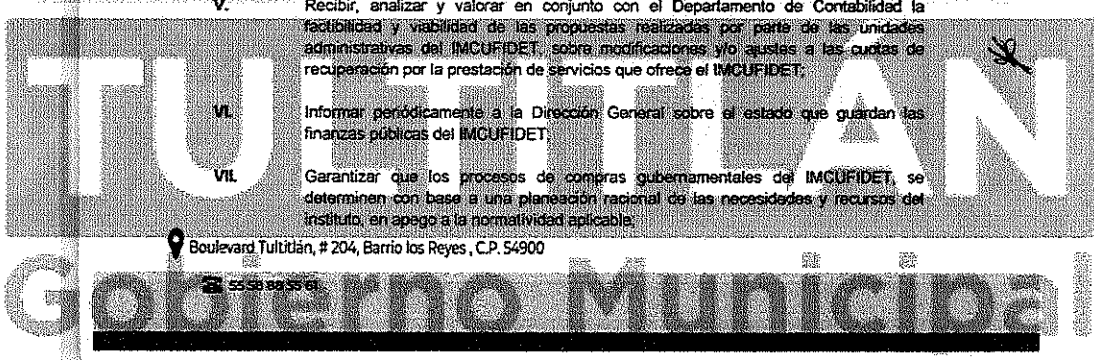 V. Recibir, analizar y valorar en conjunto con el Departamento de Contabilidad la
factibilidad y viabilidad de las propuestas realizadas por parte de las unidades
administrativas del IMCUFIDET, sobre modificaciones y/o ajustes a las cuotas de
recuperación por la prestación de servicios que ofrece el IMCUFIDET;
VI. Informar periódicamente a la Dirección General sobre el estado que guardan las
finanzas públicas del IMCUFIDET;
VII. Garantizar que los procesos de compras gubernamentales del IMCUFIDET, se
determinen con base a una planeación racional de las necesidades y recursos del
instituto, en apego a la normatividad aplicable;
TULTITLÁN
Boulevard Tultitlán, # 204, Barrio los Reyes, C.P. 54900
55 58 88 55 61
Gobierno Municipal